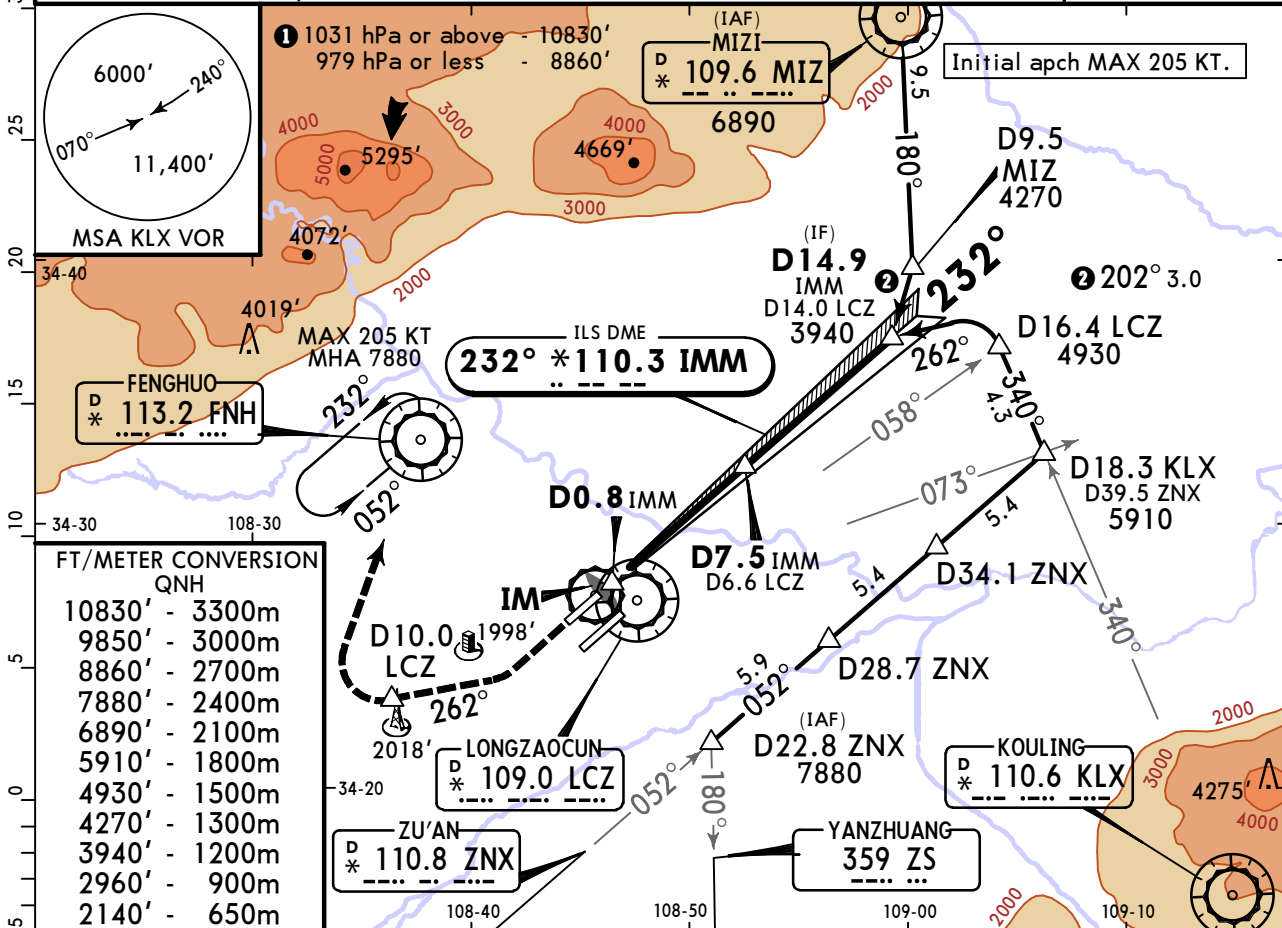 6000'
240°
070°
11,400'
MSA KLX VOR
❶ 1031 hPa or above - 10830'
979 hPa or less - 8860'
(IAF)
MIZI
D
* 109.6 MIZ
6890
Initial apch MAX 205 KT.
2000
9.5
180°
D9.5
MIZ
4270
4000
3000
5000
5295'
4000
4669'
3000
4072'
2000
4019'
25
20
15
10
5
0
5
34-40
(IF)
D14.9
IMM
D14.0 LCZ
3940
❷
232°
❷ 202° 3.0
MAX 205 KT
MHA 7880
ILS DME
232° *110.3 IMM
262°
D16.4 LCZ
4930
340°
4.3
FENGHUO
D
* 113.2 FNH
232°
052°
058°
073°
D18.3 KLX
D39.5 ZNX
5910
34-30
108-30
D0.8 IMM
D7.5 IMM
D6.6 LCZ
5.4
D34.1 ZNX
5.4
340°
IM
D10.0
LCZ
1998'
262°
2018'
D28.7 ZNX
5.9
052°
(IAF)
D22.8 ZNX
7880
052°
180°
LONGZAOCUN
D
* 109.0 LCZ
34-20
KOULING
D
* 110.6 KLX
2000
3000
4275'
4000
ZU'AN
D
* 110.8 ZNX
YANZHUANG
359 ZS
2000
108-40
108-50
109-00
109-10
FT/METER CONVERSION
QNH
10830' - 3300m
9850' - 3000m
8860' - 2700m
7880' - 2400m
6890' - 2100m
5910' - 1800m
4930' - 1500m
4270' - 1300m
3940' - 1200m
2960' - 900m
2140' - 650m